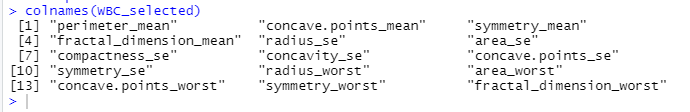 > colnames(WBC_selected)
[1] "perimeter_mean" "concave.points_mean" "symmetry_mean"
[4] "fractal_dimension_mean" "radius_se" "area_se"
[7] "compactness_se" "concavity_se" "concave.points_se"
[10] "symmetry_se" "radius_worst" "area_worst"
[13] "concave.points_worst" "symmetry_worst" "fractal_dimension_worst"
>